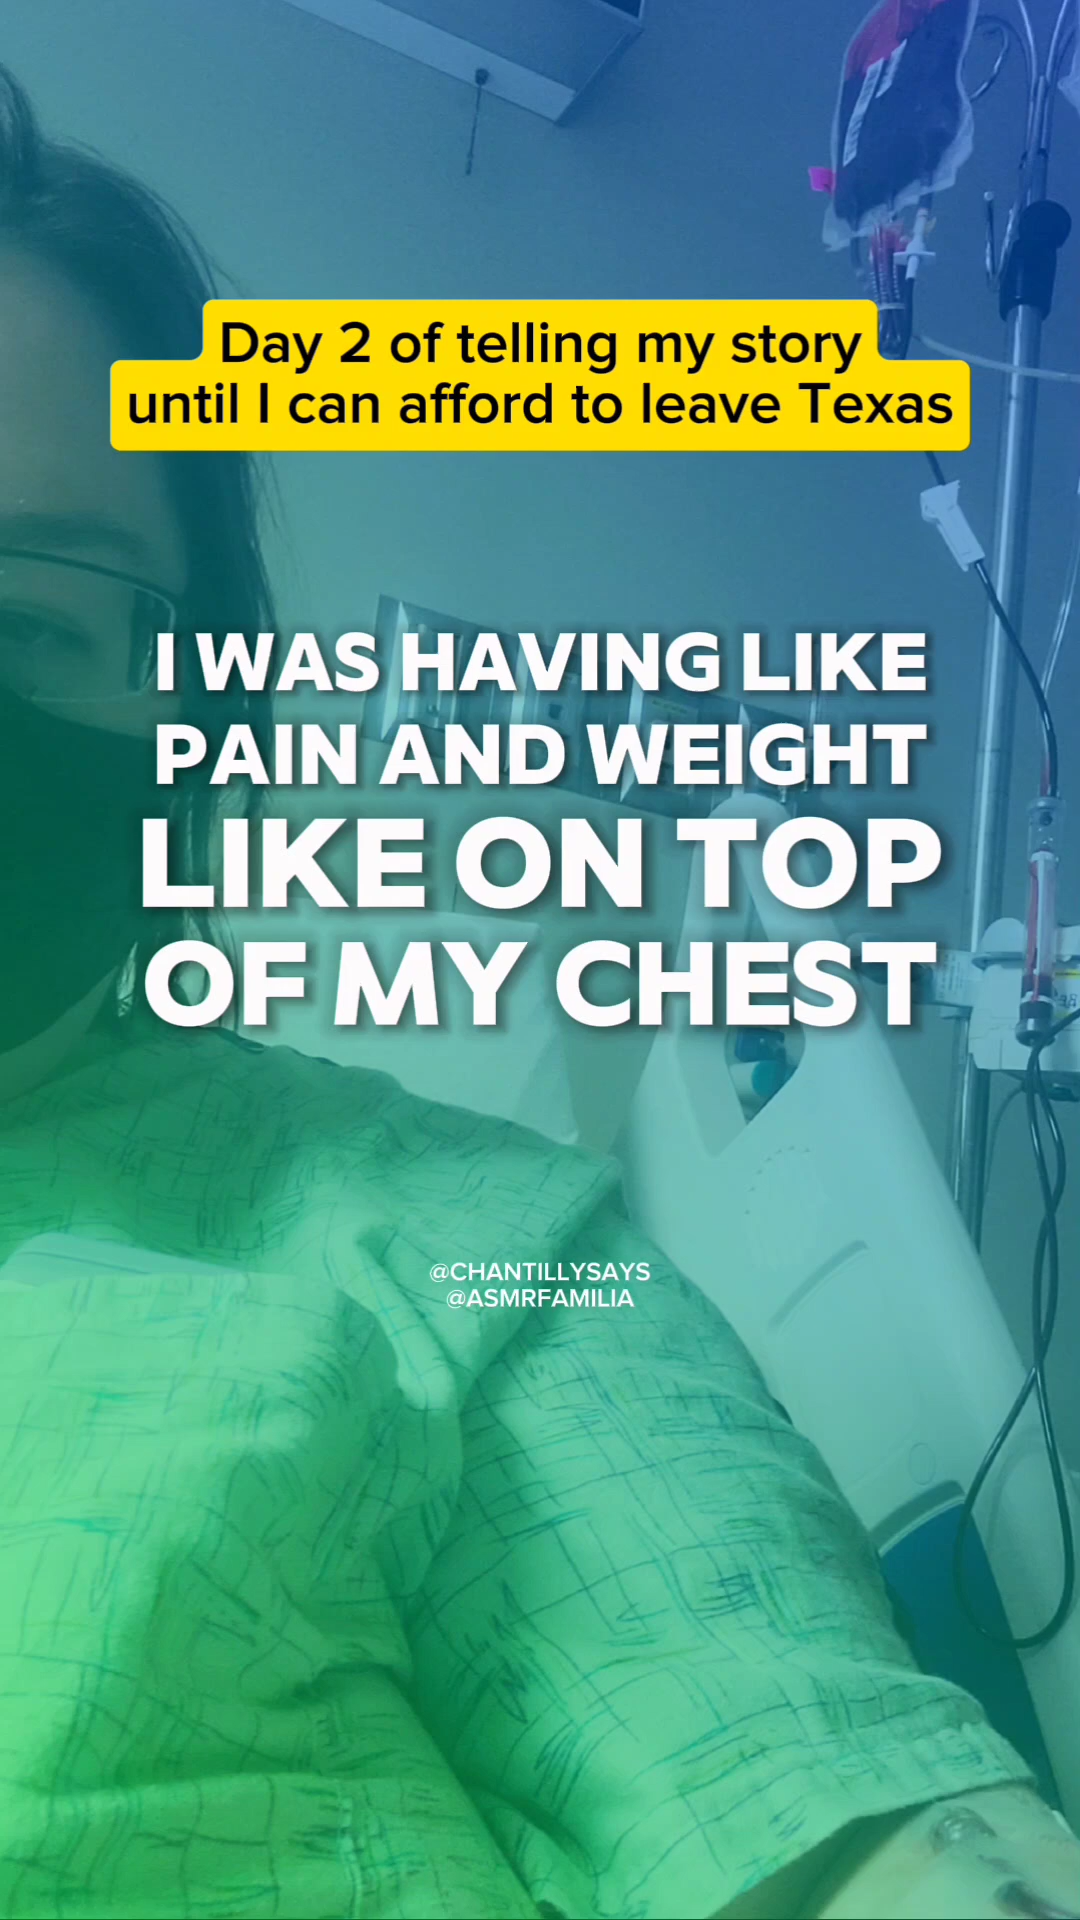 Day 2 of telling my story
until I can afford to leave Texas
I WAS HAVING LIKE
PAIN AND WEIGHT
LIKE ON TOP
OF MY CHEST
@CHANTILLYSAYS
@ASMRFAMILIA